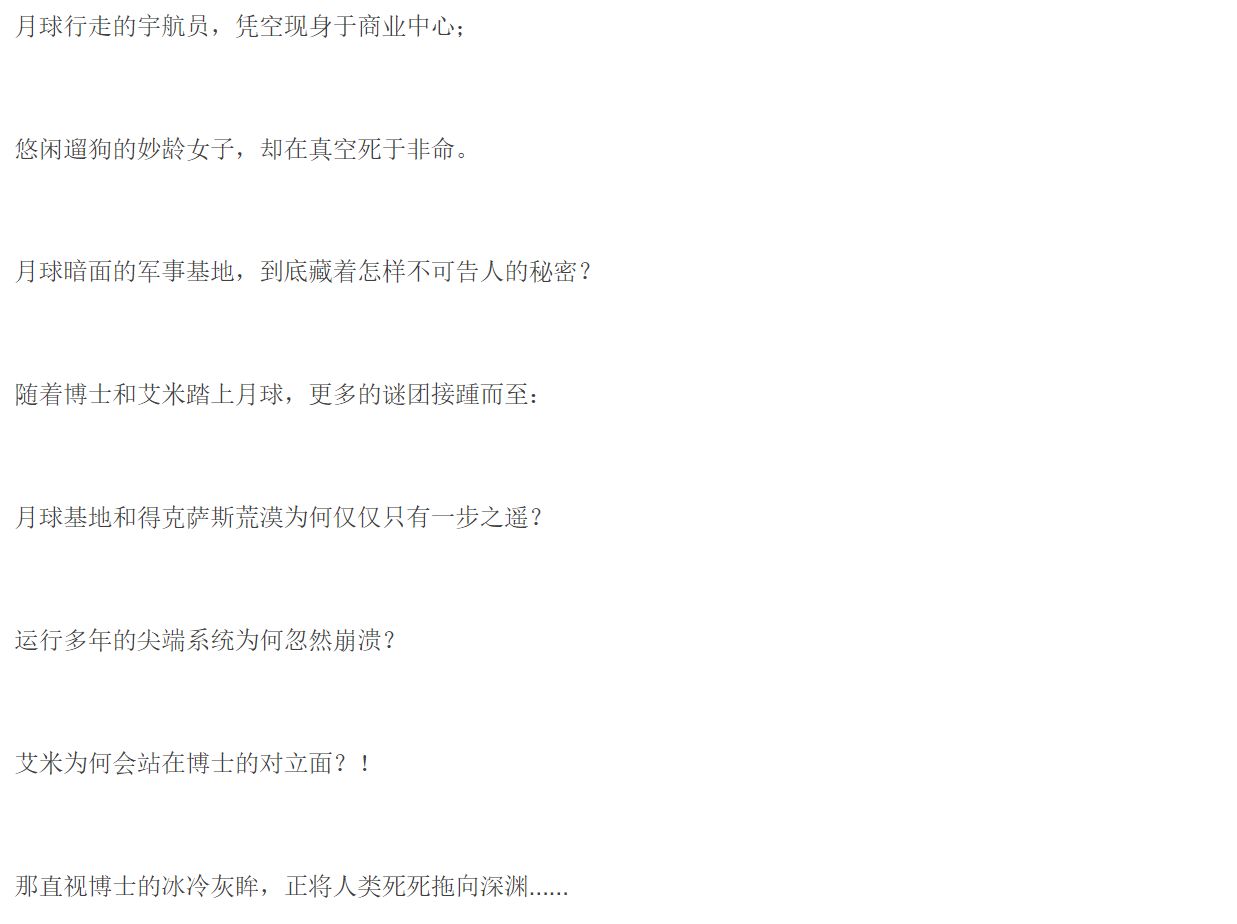 月球行走的宇航员，凭空现身于商业中心；
悠闲遛狗的妙龄女子，却在真空死于非命。
月球暗面的军事基地，到底藏着怎样不可告人的秘密？
随着博士和艾米踏上月球，更多的谜团接踵而至：
月球基地和得克萨斯荒漠为何仅仅只有一步之遥？
运行多年的尖端系统为何忽然崩溃？
艾米为何会站在博士的对立面？！
那直视博士的冰冷灰眸，正将人类死死拖向深渊……